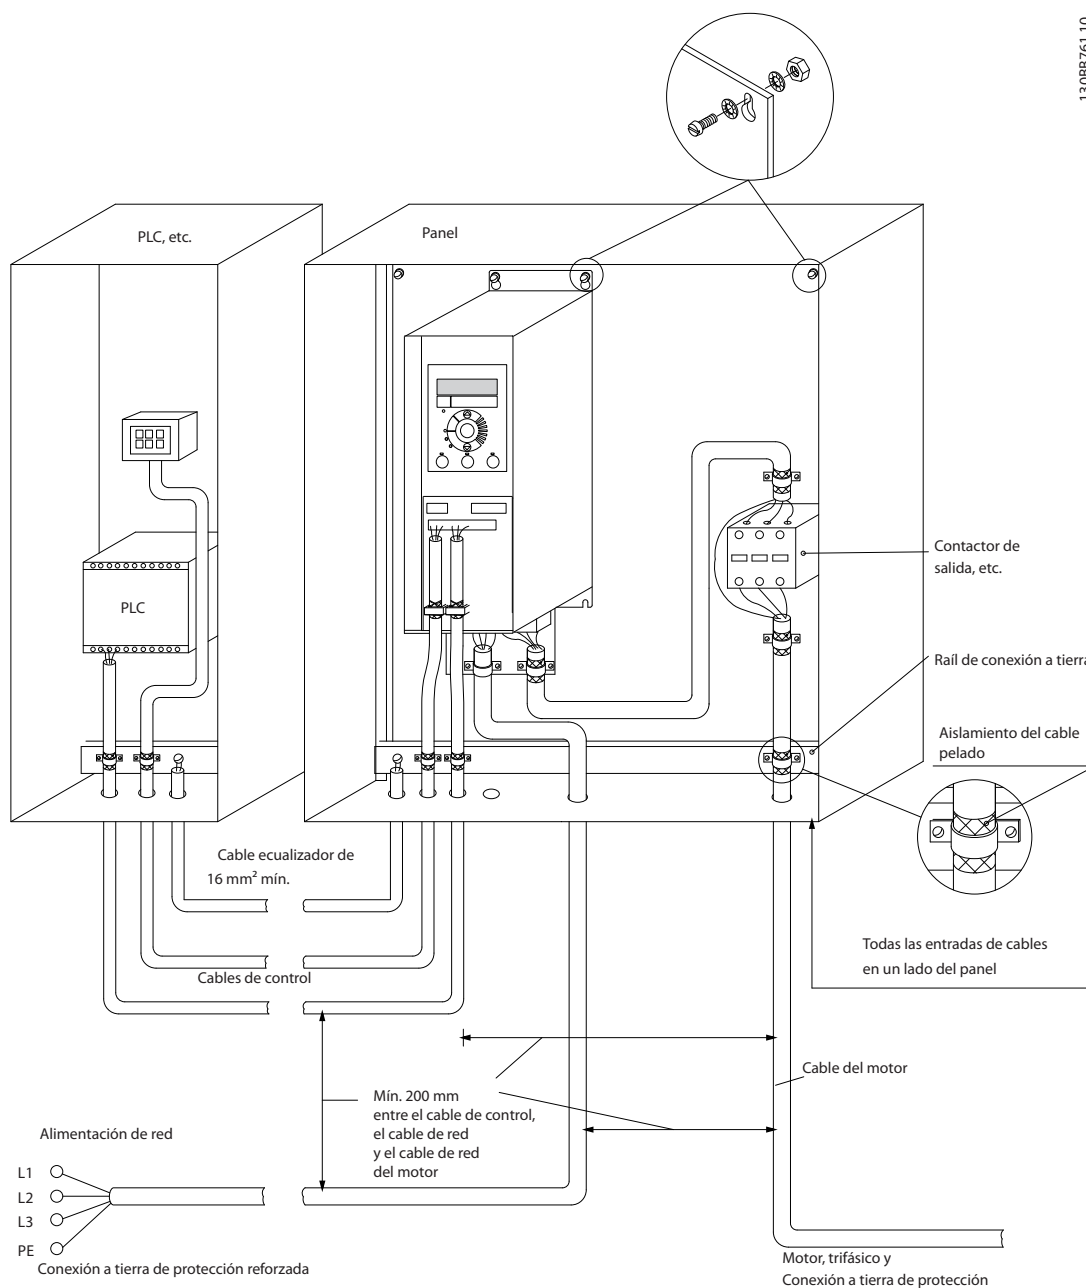 130BB761.10
PLC, etc.
Panel
PLC
Contactor de
salida, etc.
Raíl de conexión a tierra
Aislamiento del cable
pelado
Cable ecualizador de
16 mm² mín.
Todas las entradas de cables
en un lado del panel
Cables de control
Mín. 200 mm
entre el cable de control,
el cable de red
y el cable de red
del motor
Cable del motor
Alimentación de red
L1
L2
L3
PE
Conexión a tierra de protección reforzada
Motor, trifásico y
Conexión a tierra de protección